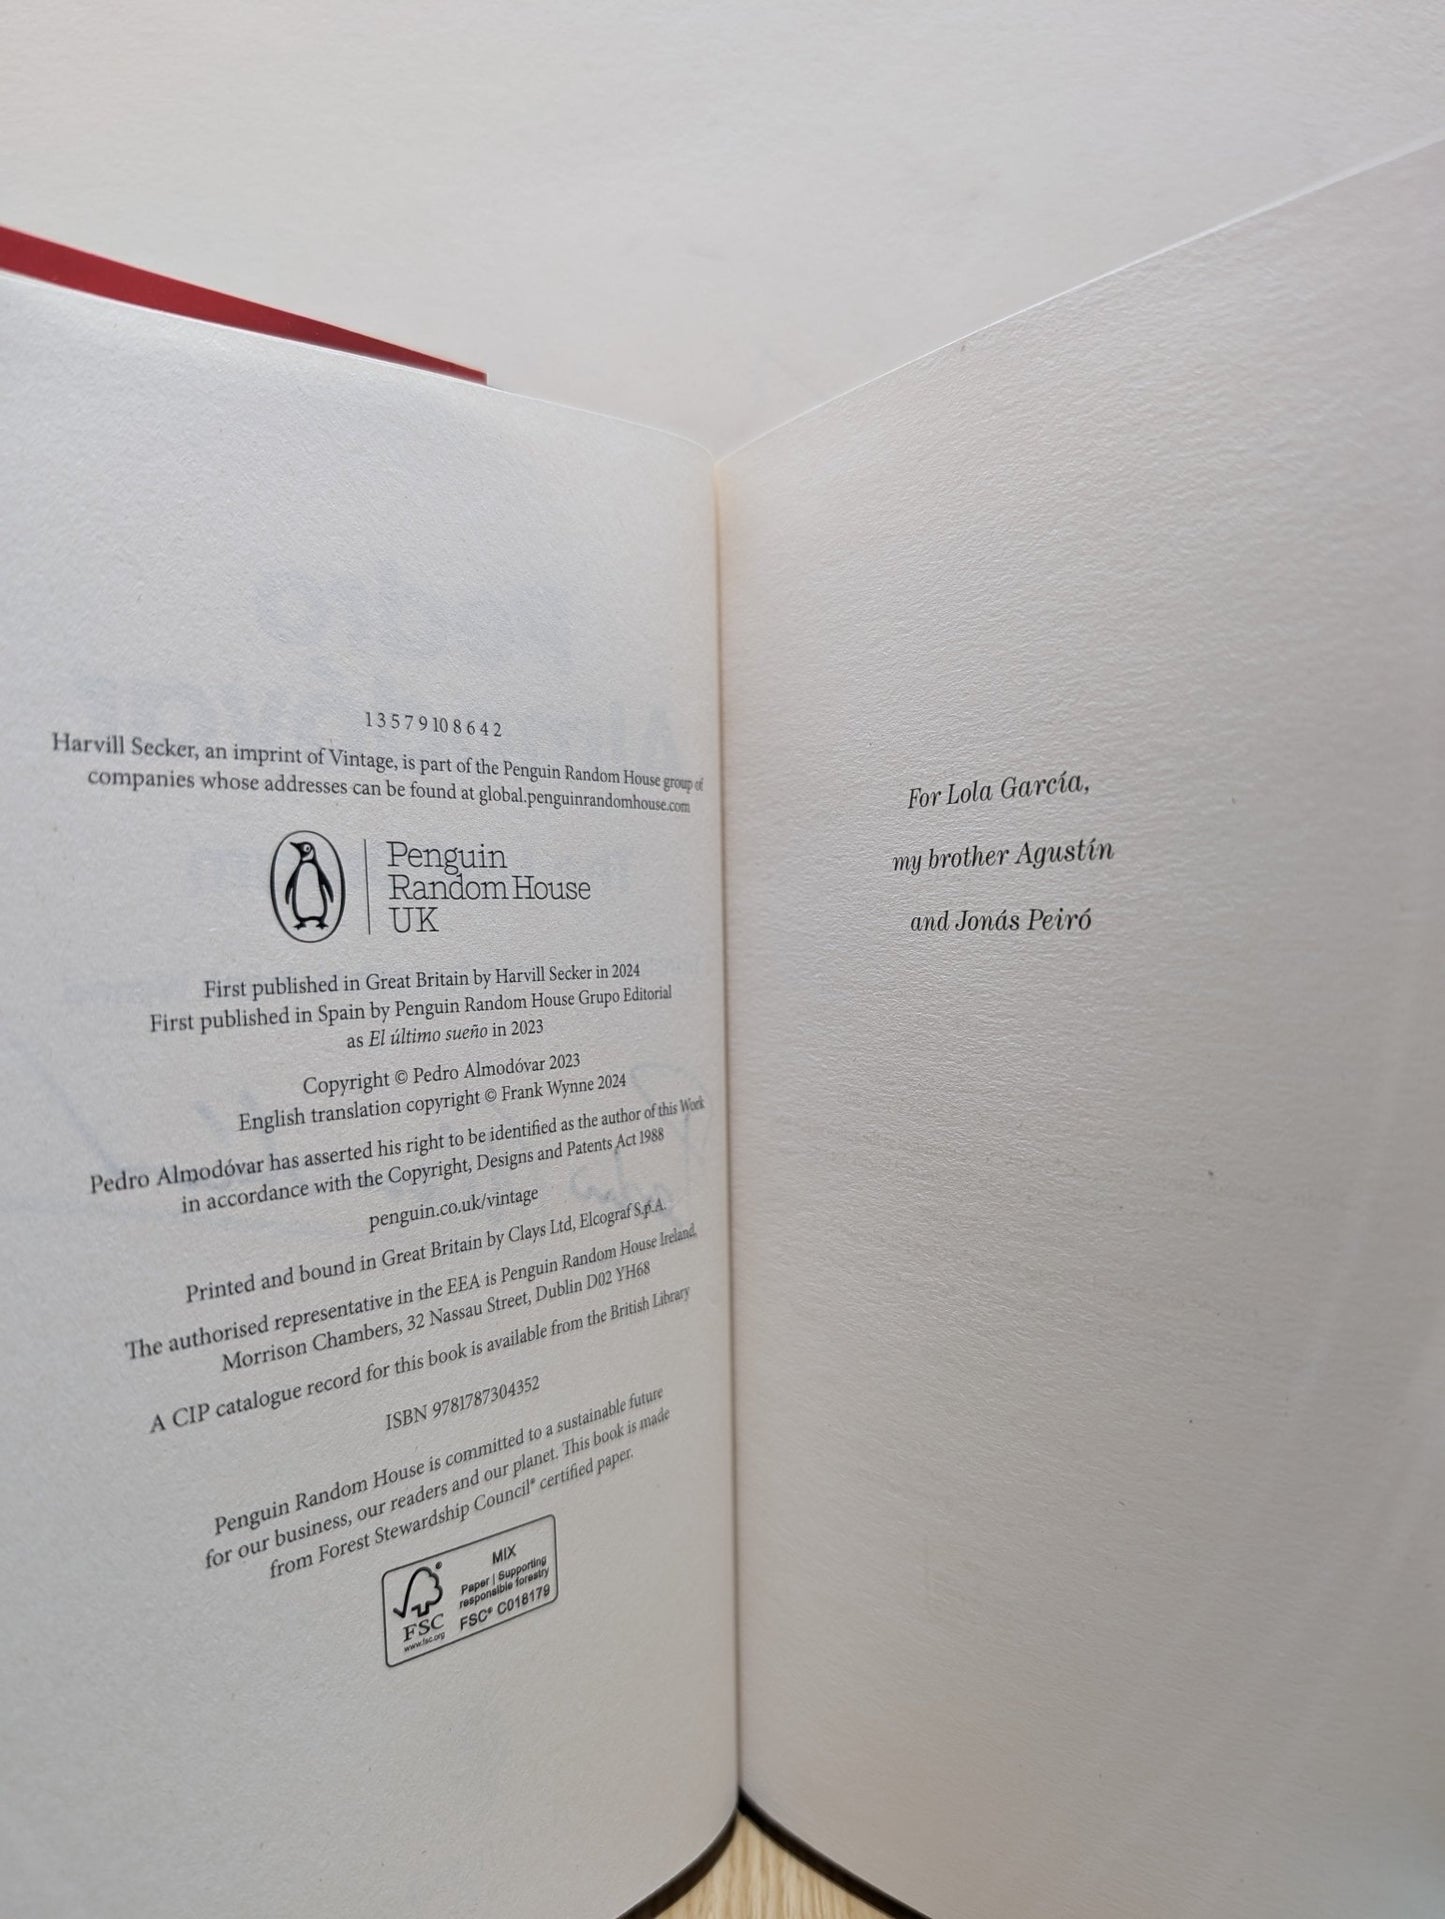 1 3 5 7 9 10 8 6 4 2
Harvill Secker, an imprint of Vintage, is part of the Penguin Random House group of
companies whose addresses can be found at global.penguinrandomhouse.com
Penguin
Random House
UK
First published in Great Britain by Harvill Secker in 2024
First published in Spain by Penguin Random House Grupo Editorial
as El último sueño in 2023
Copyright © Pedro Almodóvar 2023
English translation copyright © Frank Wynne 2024
Pedro Almodóvar has asserted his right to be identified as the author of this Work
in accordance with the Copyright, Designs and Patents Act 1988
penguin.co.uk/vintage
Printed and bound in Great Britain by Clays Ltd, Elcograf S.p.A.
The authorised representative in the EEA is Penguin Random House Ireland,
Morrison Chambers, 32 Nassau Street, Dublin D02 YH68
A CIP catalogue record for this book is available from the British Library
ISBN 9781787304352
Penguin Random House is committed to a sustainable future
for our business, our readers and our planet. This book is made
from Forest Stewardship Council® certified paper.
MIX
Paper | Supporting
responsible forestry
FSC® C018179
FSC
www.fsc.org
For Lola García,
my brother Agustín
and Jonás Peiró